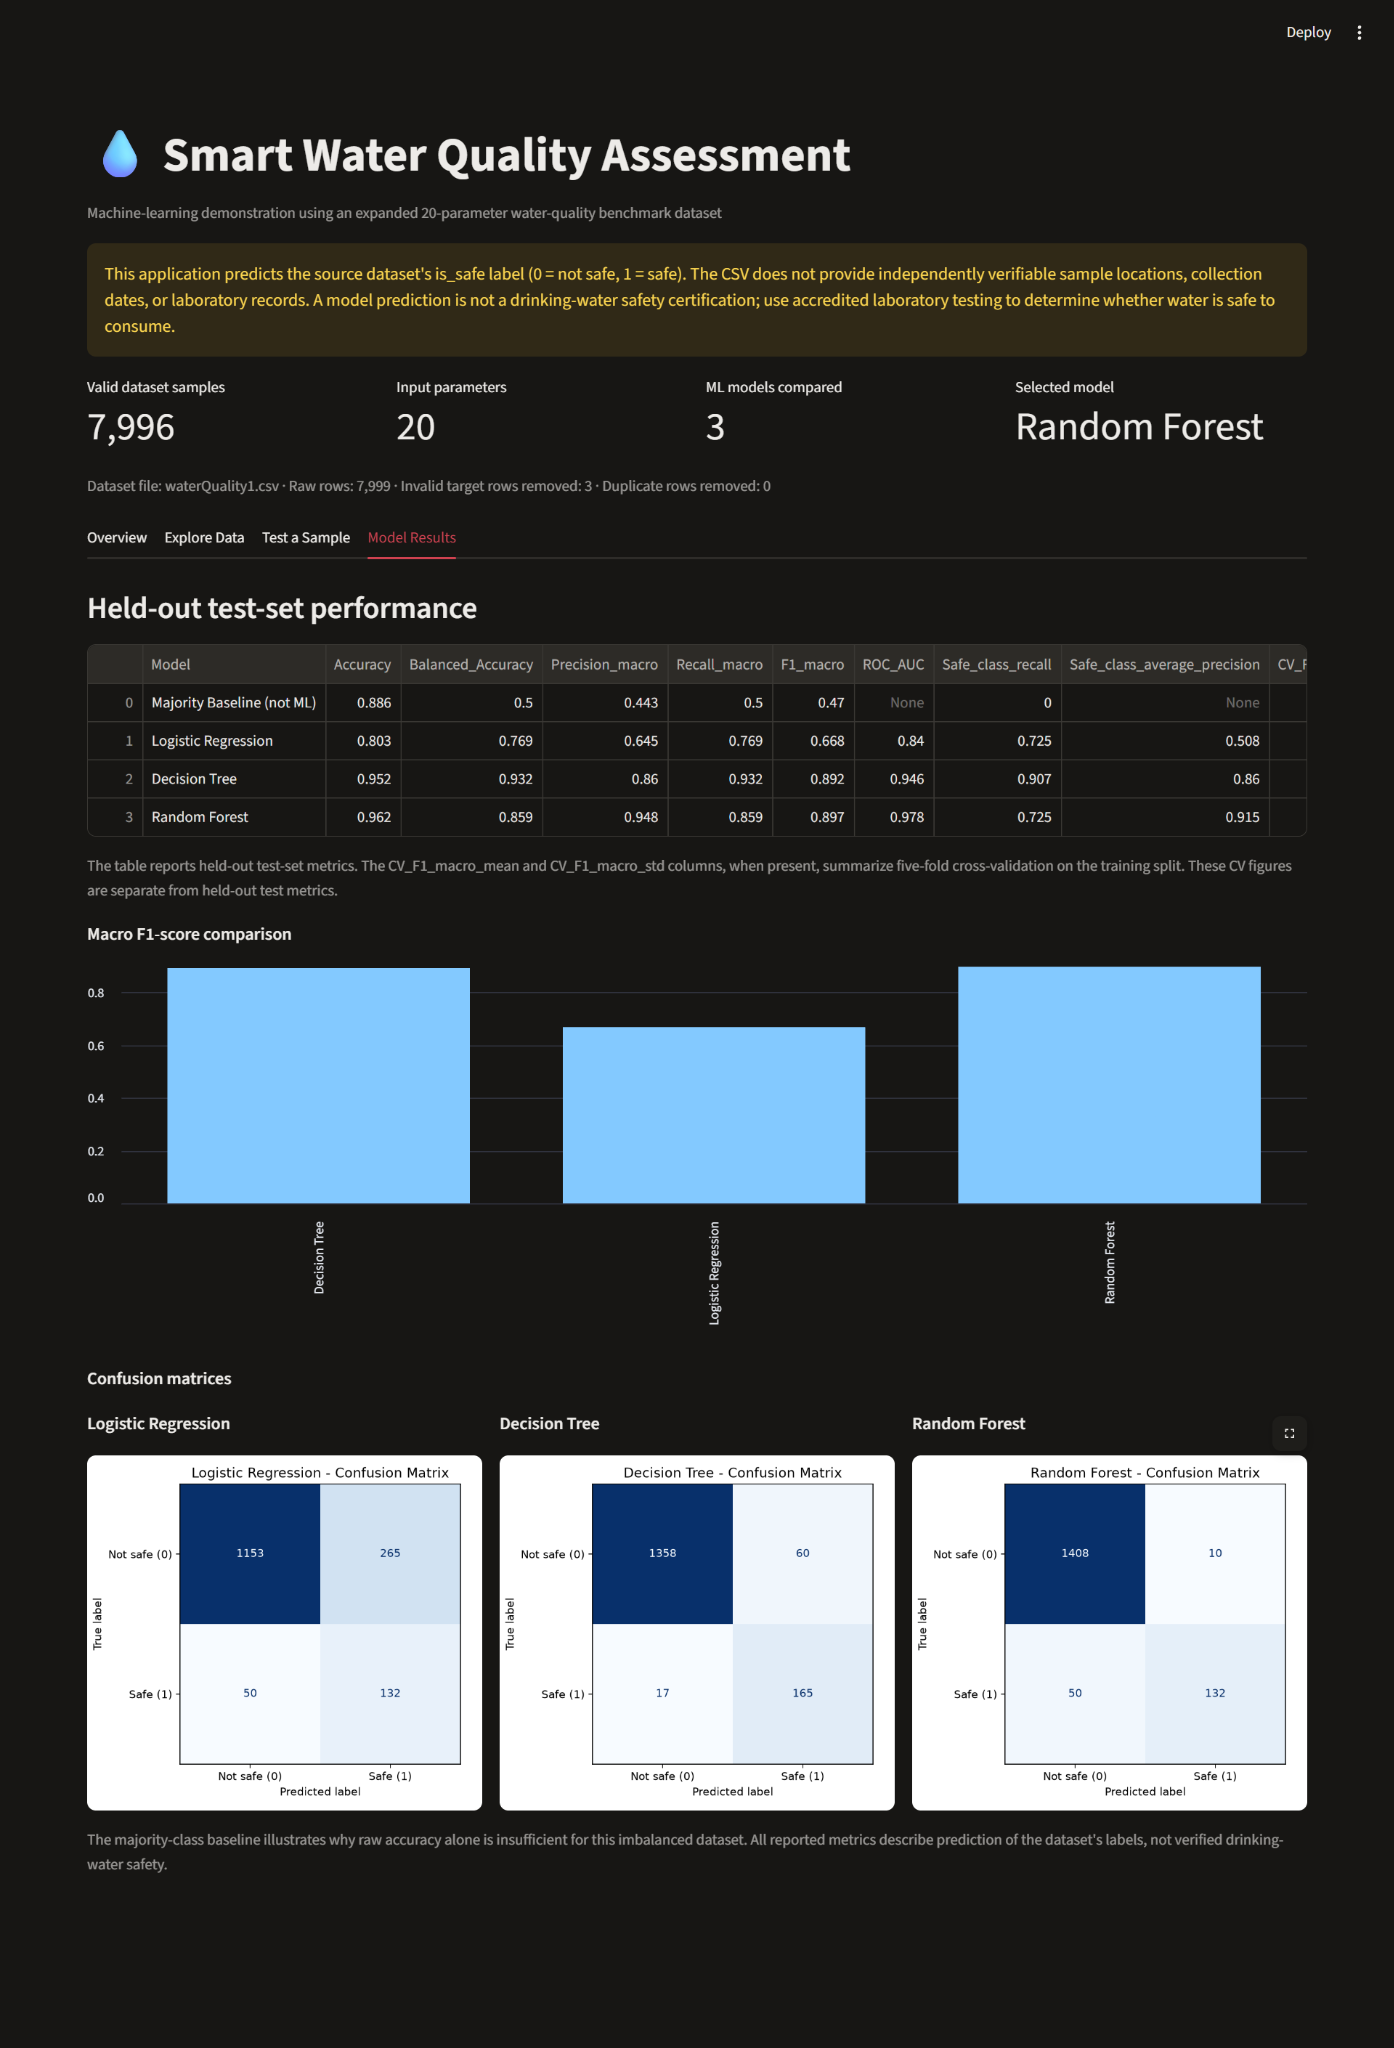 Deploy
Smart Water Quality Assessment
Machine-learning demonstration using an expanded 20-parameter water-quality benchmark dataset
This application predicts the source dataset's is_safe label (0 = not safe, 1 = safe). The CSV does not provide independently verifiable sample locations, collection
dates, or laboratory records. A model prediction is not a drinking-water safety certification; use accredited laboratory testing to determine whether water is safe to
consume.
Valid dataset samples Input parameters ML models compared Selected model
7,996 20 3 Random Forest
Dataset file: waterQuality1.csv · Raw rows: 7,999 · Invalid target rows removed: 3 · Duplicate rows removed: 0
Overview Explore Data Test a Sample Model Results
Held-out test-set performance
Model Accuracy Balanced_Accuracy Precision_macro Recall_macro F1_macro ROC_AUC Safe_class_recall Safe_class_average_precision CV_F
0 Majority Baseline (not ML) 0.886 0.5 0.443 0.5 0.47 None 0 None
1 Logistic Regression 0.803 0.769 0.645 0.769 0.668 0.84 0.725 0.508
2 Decision Tree 0.952 0.932 0.86 0.932 0.892 0.946 0.907 0.86
3 Random Forest 0.962 0.859 0.948 0.859 0.897 0.978 0.725 0.915
The table reports held-out test-set metrics. The CV_F1_macro_mean and CV_F1_macro_std columns, when present, summarize five-fold cross-validation on the training split. These CV figures
are separate from held-out test metrics.
Macro F1-score comparison
0.8
0.6
0.4
0.2
0.0
Decision Tree
Logistic Regression
Random Forest
Confusion matrices
Logistic Regression
Logistic Regression - Confusion Matrix
True label
Not safe (0) 1153 265
Safe (1) 50 132
Not safe (0) Safe (1)
Predicted label
Decision Tree
Decision Tree - Confusion Matrix
True label
Not safe (0) 1358 60
Safe (1) 17 165
Not safe (0) Safe (1)
Predicted label
Random Forest
Random Forest - Confusion Matrix
True label
Not safe (0) 1408 10
Safe (1) 50 132
Not safe (0) Safe (1)
Predicted label
The majority-class baseline illustrates why raw accuracy alone is insufficient for this imbalanced dataset. All reported metrics describe prediction of the dataset's labels, not verified drinking-
water safety.